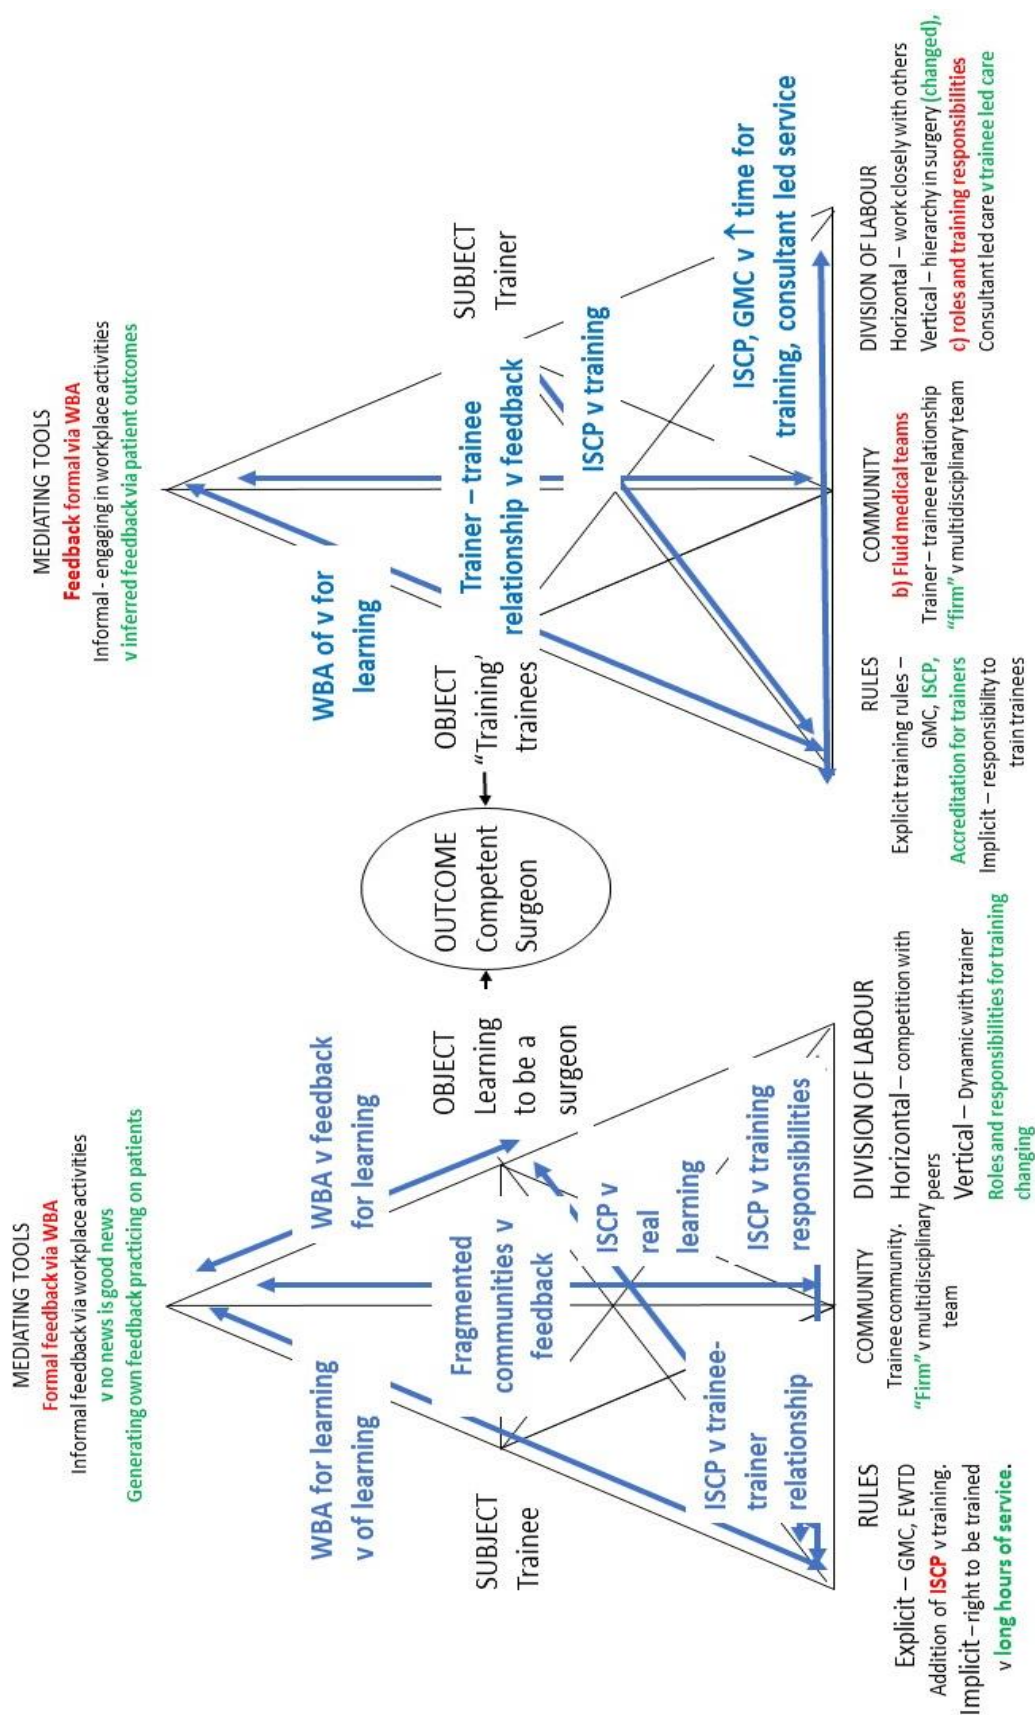 MEDIATING TOOLS
Formal feedback via WBA
Informal feedback via workplace activities
v no news is good news
Generating own feedback practicing on patients
WBA for learning
v of learning
WBA v feedback
for learning
Fragmented
communities v
feedback
SUBJECT
Trainee
OBJECT
Learning
to be a
surgeon
ISCP v
real
learning
ISCP v trainee-
trainer
relationship
ISCP v training
responsibilities
RULES
Explicit – GMC, EWTD
Addition of ISCP v training.
Implicit – right to be trained
v long hours of service.
COMMUNITY
Trainee community.
"Firm" v multidisciplinary
team
DIVISION OF LABOUR
Horizontal – competition with
peers
Vertical – Dynamic with trainer
Roles and responsibilities for training
changing
OUTCOME
Competent
Surgeon
MEDIATING TOOLS
Feedback formal via WBA
Informal - engaging in workplace activities
v inferred feedback via patient outcomes
WBA of v for
learning
OBJECT
"Training'
trainees
Trainer – trainee
relationship v feedback
SUBJECT
Trainer
ISCP v training
ISCP, GMC v ↑ time for
training, consultant led service
RULES
Explicit training rules –
GMC, ISCP,
Accreditation for trainers
Implicit – responsibility to
train trainees
COMMUNITY
b) Fluid medical teams
Trainer – trainee relationship
"firm" v multidisciplinary team
DIVISION OF LABOUR
Horizontal – work closely with others
Vertical – hierarchy in surgery (changed),
c) roles and training responsibilities
Consultant led care v trainee led care